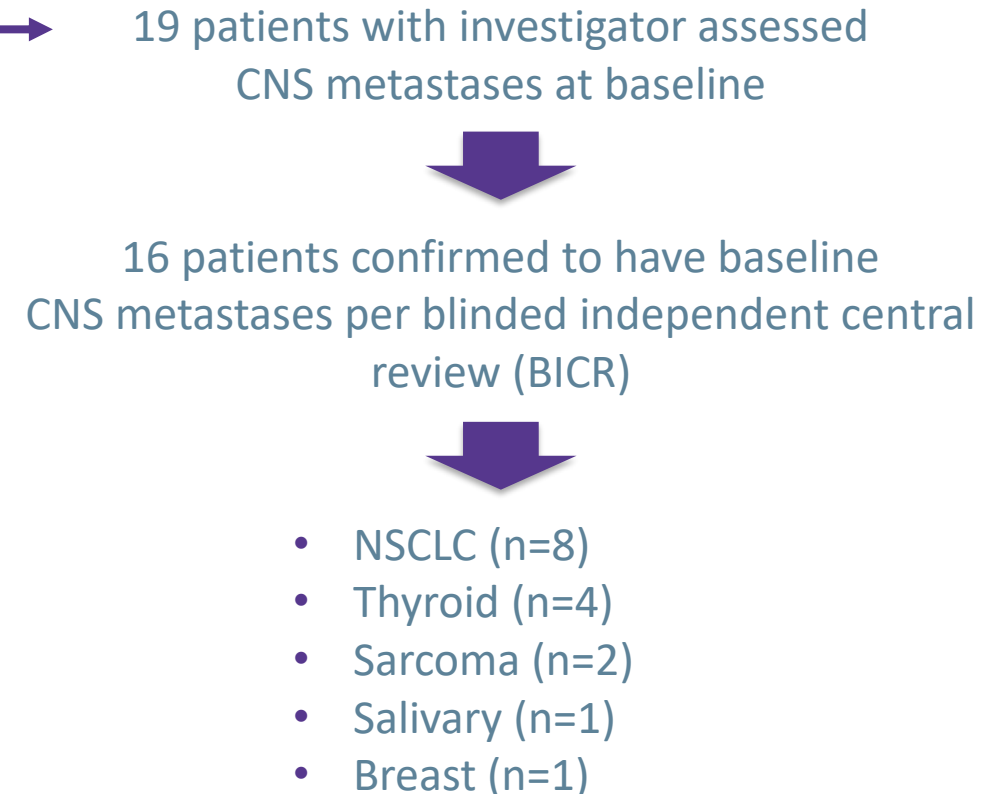 19 patients with investigator assessed
CNS metastases at baseline
16 patients confirmed to have baseline
CNS metastases per blinded independent central
review (BICR)
• NSCLC (n=8)
• Thyroid (n=4)
• Sarcoma (n=2)
• Salivary (n=1)
• Breast (n=1)